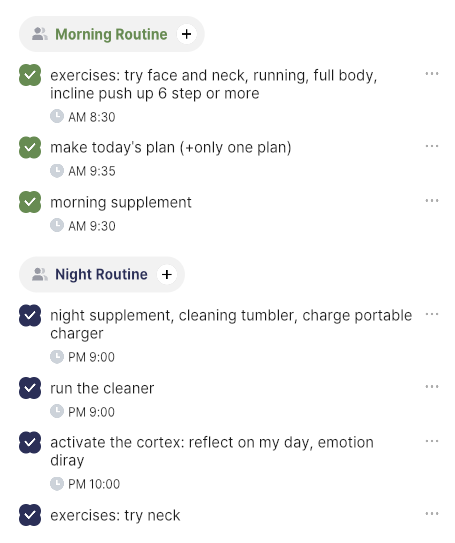 Morning Routine +
exercises: try face and neck, running, full body,
incline push up 6 step or more
AM 8:30
make today's plan (+only one plan)
AM 9:35
morning supplement
AM 9:30
Night Routine +
night supplement, cleaning tumbler, charge portable
charger
PM 9:00
run the cleaner
PM 9:00
activate the cortex: reflect on my day, emotion
diray
PM 10:00
exercises: try neck